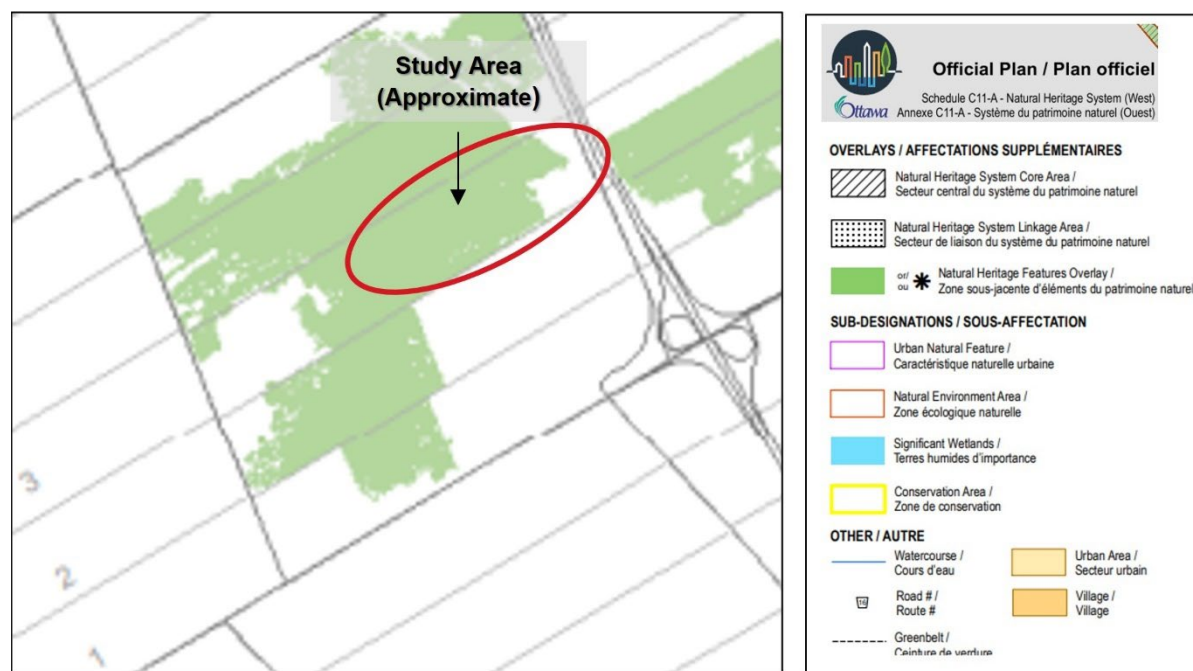 Study Area
(Approximate)
3
2
1
Ottawa
Official Plan / Plan officiel
Schedule C11-A - Natural Heritage System (West)
Annexe C11-A - Système du patrimoine naturel (Ouest)
OVERLAYS / AFFECTATIONS SUPPLÉMENTAIRES
Natural Heritage System Core Area /
Secteur central du système du patrimoine naturel
Natural Heritage System Linkage Area /
Secteur de liaison du système du patrimoine naturel
or/
ou
Natural Heritage Features Overlay /
Zone sous-jacente d'éléments du patrimoine naturel
SUB-DESIGNATIONS / SOUS-AFFECTATION
Urban Natural Feature /
Caractéristique naturelle urbaine
Natural Environment Area /
Zone écologique naturelle
Significant Wetlands /
Terres humides d'importance
Conservation Area /
Zone de conservation
OTHER / AUTRE
Watercourse /
Cours d'eau
Urban Area /
Secteur urbain
Road # /
Route #
Village /
Village
Greenbelt /
Ceinture de verdure